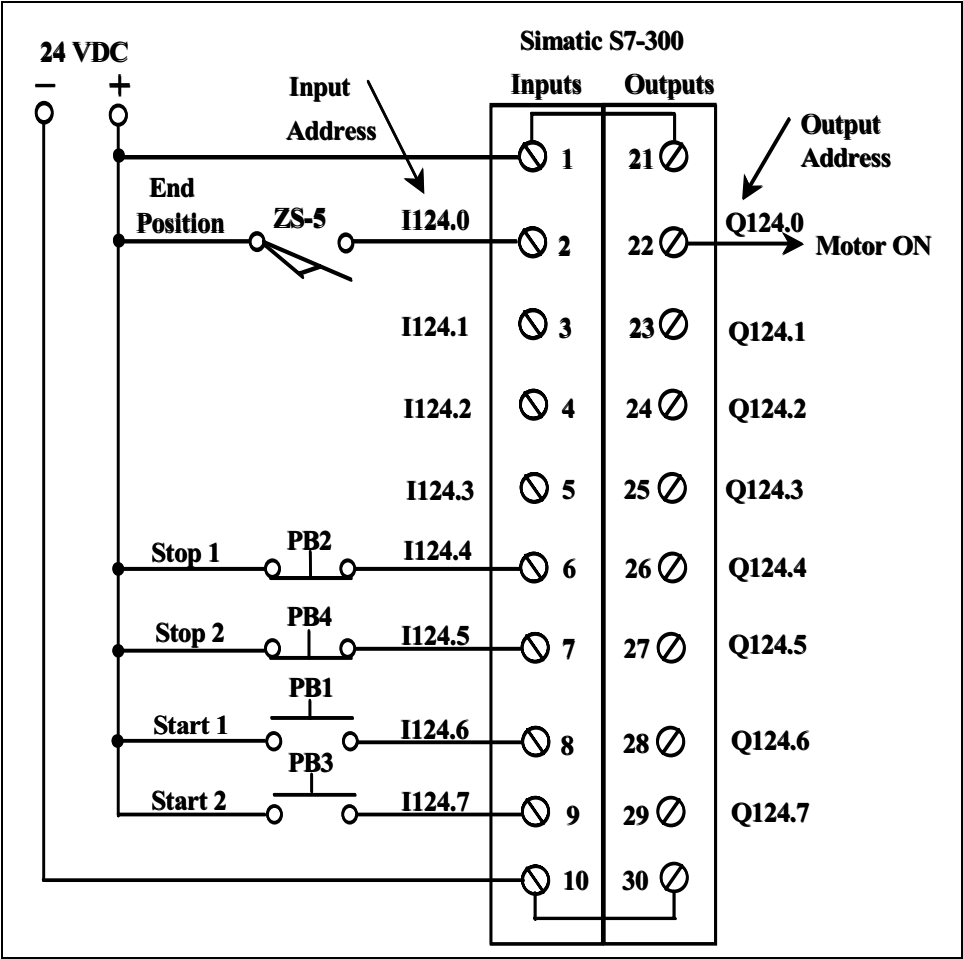 Simatic S7-300
24 VDC
− +
Input
Address
Inputs Outputs
Output
Address
1 21
End
Position
ZS-5 I124.0 2 22 Q124.0
Motor ON
I124.1 3 23 Q124.1
I124.2 4 24 Q124.2
I124.3 5 25 Q124.3
Stop 1 PB2 I124.4 6 26 Q124.4
Stop 2 PB4 I124.5 7 27 Q124.5
Start 1 PB1 I124.6 8 28 Q124.6
Start 2 PB3 I124.7 9 29 Q124.7
10 30